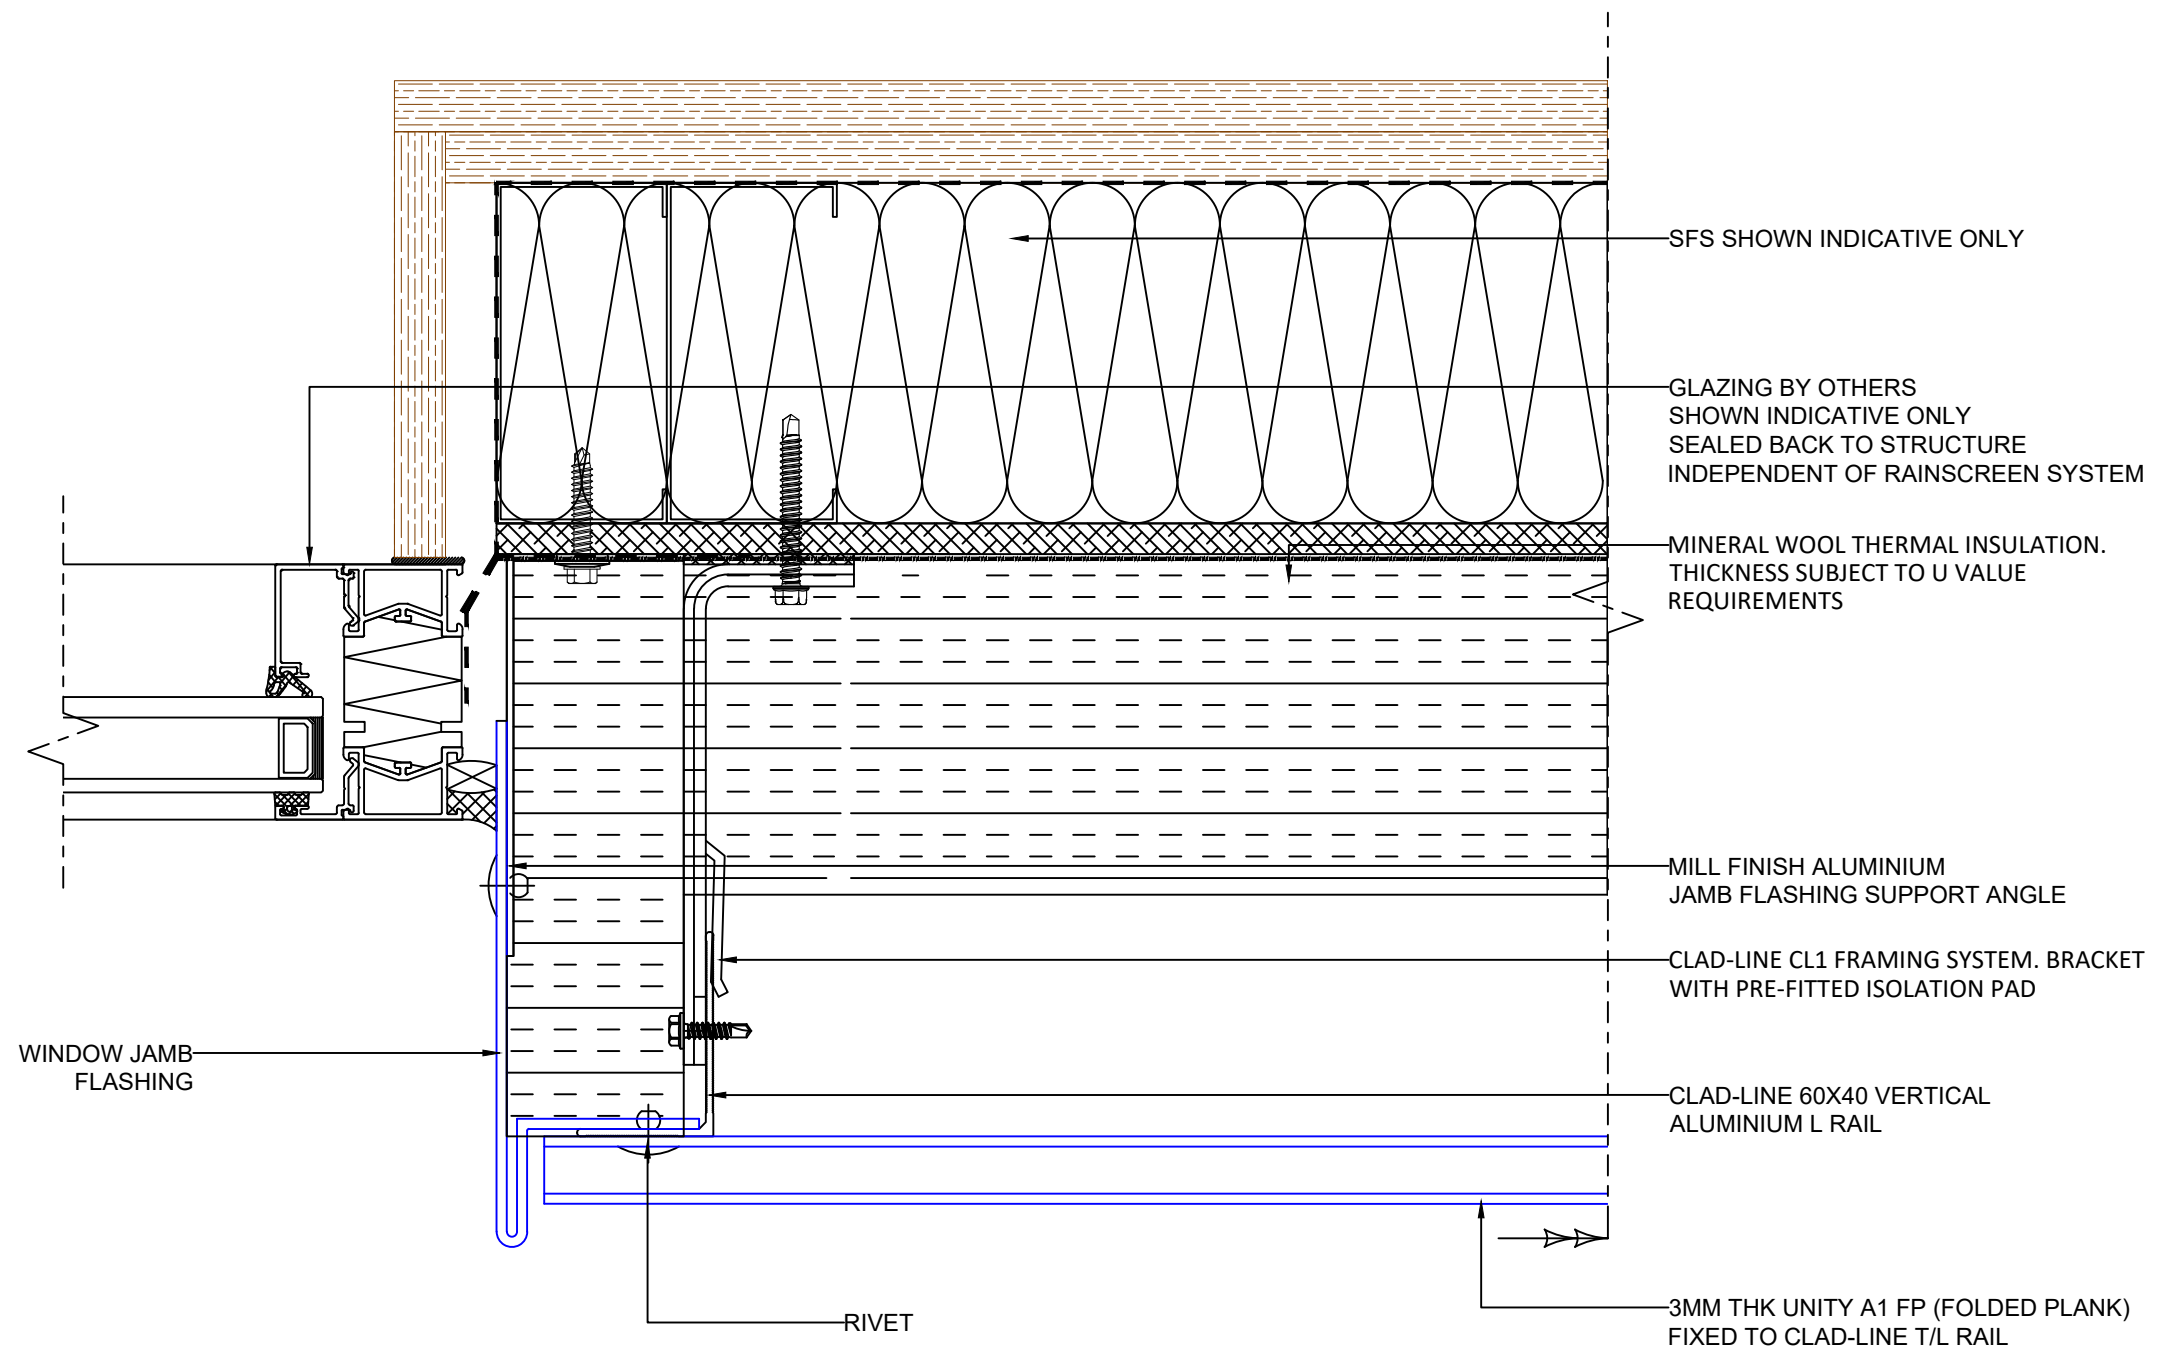 SFS SHOWN INDICATIVE ONLY
GLAZING BY OTHERS
SHOWN INDICATIVE ONLY
SEALED BACK TO STRUCTURE
INDEPENDENT OF RAINSCREEN SYSTEM
MINERAL WOOL THERMAL INSULATION.
THICKNESS SUBJECT TO U VALUE
REQUIREMENTS
MILL FINISH ALUMINIUM
JAMB FLASHING SUPPORT ANGLE
CLAD-LINE CL1 FRAMING SYSTEM. BRACKET
WITH PRE-FITTED ISOLATION PAD
WINDOW JAMB
FLASHING
CLAD-LINE 60X40 VERTICAL
ALUMINIUM L RAIL
RIVET
3MM THK UNITY A1 FP (FOLDED PLANK)
FIXED TO CLAD-LINE T/L RAIL